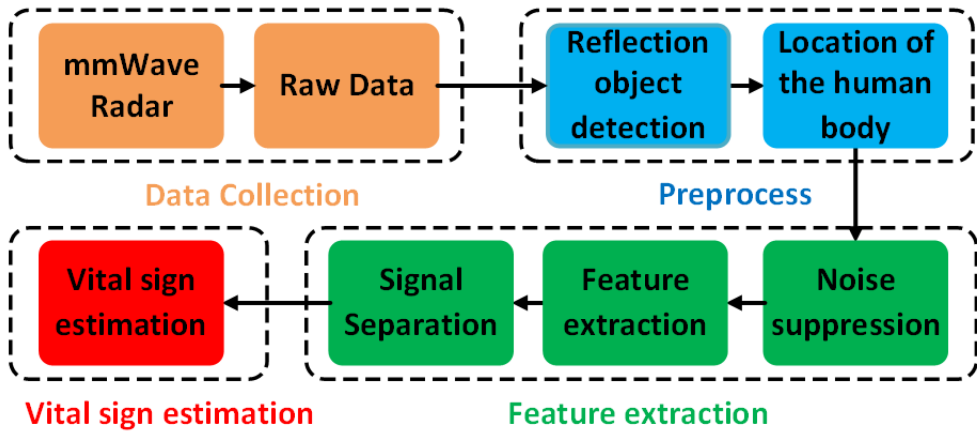 mmWave
Radar
Raw Data
Reflection
object
detection
Location of
the human
body
Data Collection
Preprocess
Vital sign
estimation
Signal
Separation
Feature
extraction
Noise
suppression
Vital sign estimation
Feature extraction